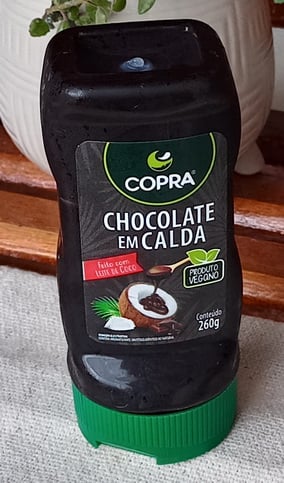 COPRA
CHOCOLATE
EM CALDA
Feito com
LEITE DE COCO
PRODUTO
VEGANO
Conteúdo
260g